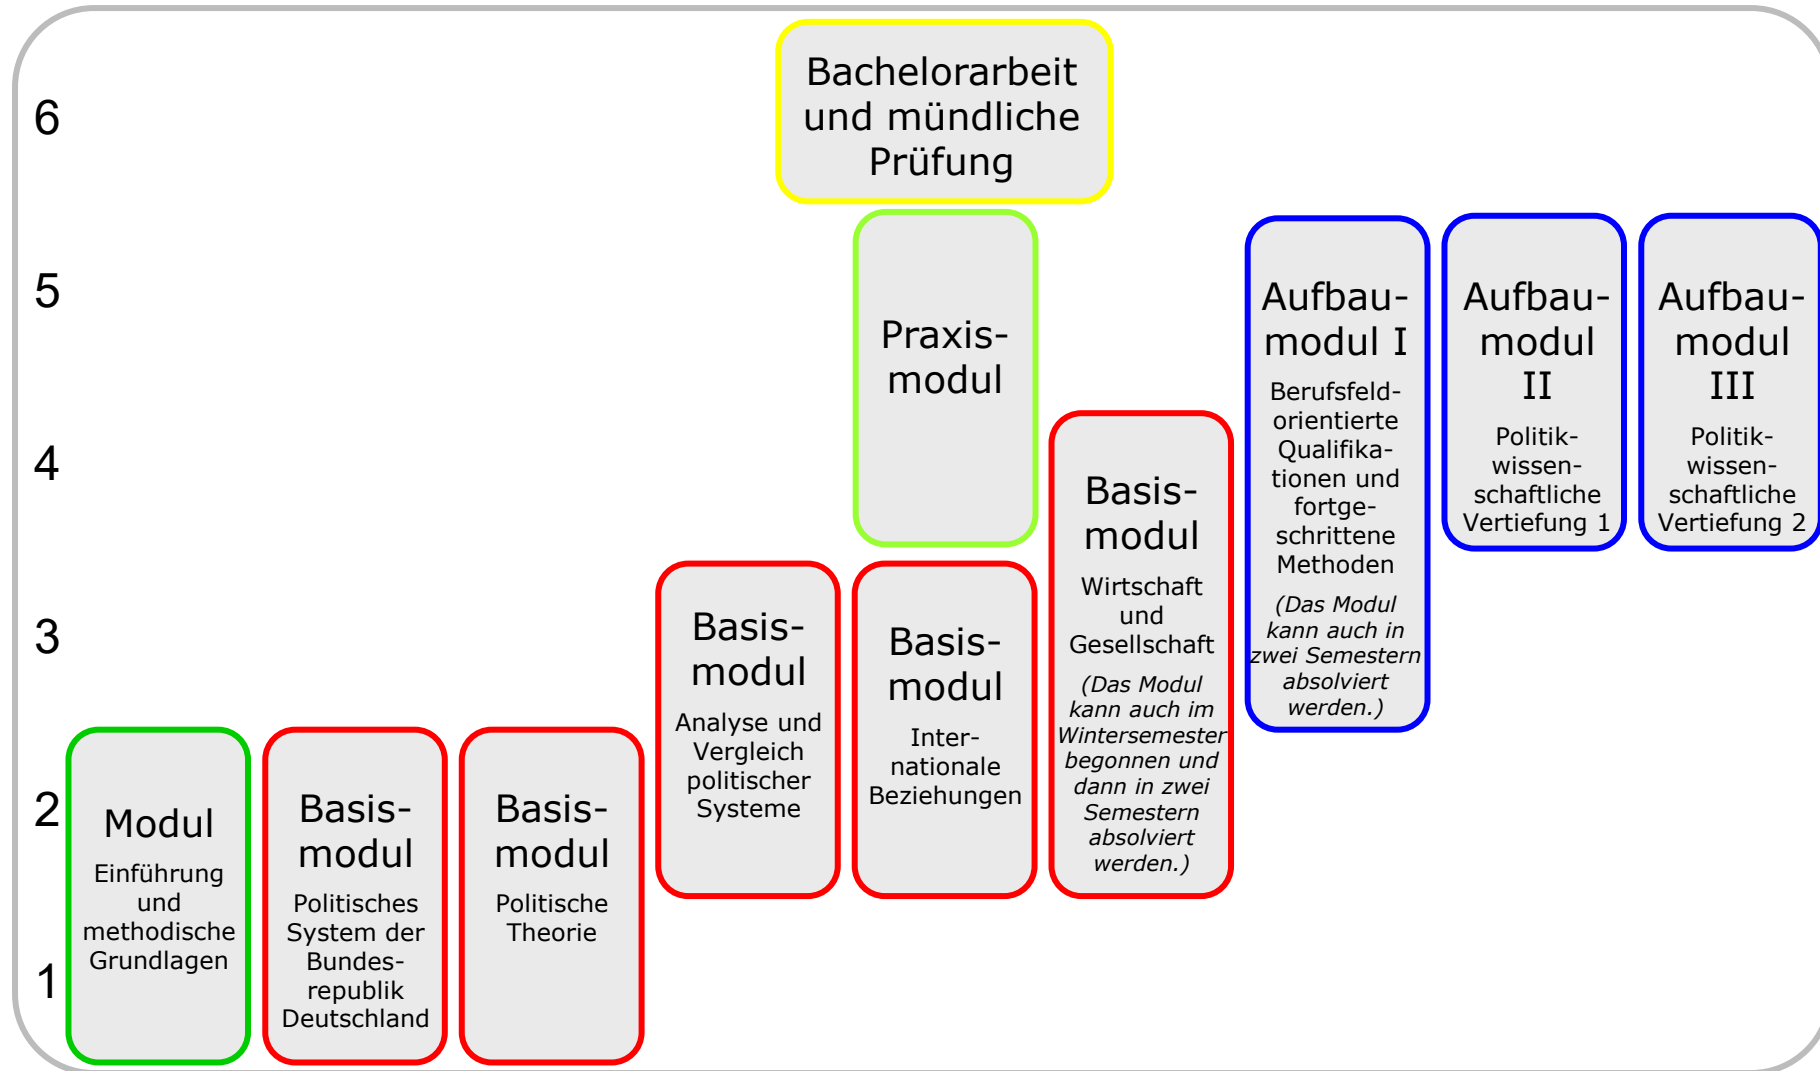 6
Bachelorarbeit
und mündliche
Prüfung
5
Praxis-
modul
Aufbau-
modul I
Berufsfeld-
orientierte
Qualifika-
tionen und
fortge-
schrittene
Methoden
(Das Modul
kann auch in
zwei Semestern
absolviert
werden.)
Aufbau-
modul
II
Politik-
wissen-
schaftliche
Vertiefung 1
Aufbau-
modul
III
Politik-
wissen-
schaftliche
Vertiefung 2
4
Basis-
modul
Wirtschaft
und
Gesellschaft
(Das Modul
kann auch im
Wintersemester
begonnen und
dann in zwei
Semestern
absolviert
werden.)
3
Basis-
modul
Analyse und
Vergleich
politischer
Systeme
Basis-
modul
Inter-
nationale
Beziehungen
2
Modul
Einführung
und
methodische
Grundlagen
Basis-
modul
Politisches
System der
Bundes-
republik
Deutschland
Basis-
modul
Politische
Theorie
1